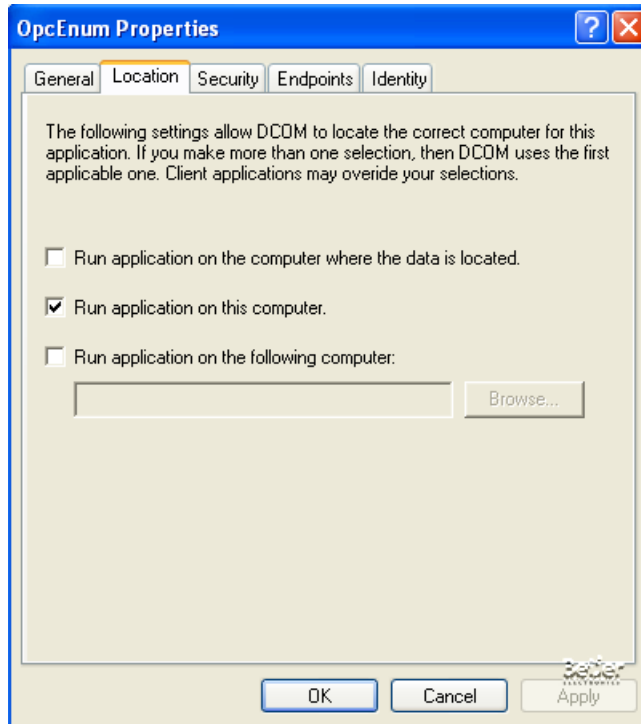 OpcEnum Properties
General Location Security Endpoints Identity
The following settings allow DCOM to locate the correct computer for this
application. If you make more than one selection, then DCOM uses the first
applicable one. Client applications may overide your selections.
Run application on the computer where the data is located.
Run application on this computer.
Run application on the following computer:
Browse...
OK Cancel Apply
ELECTRONICS